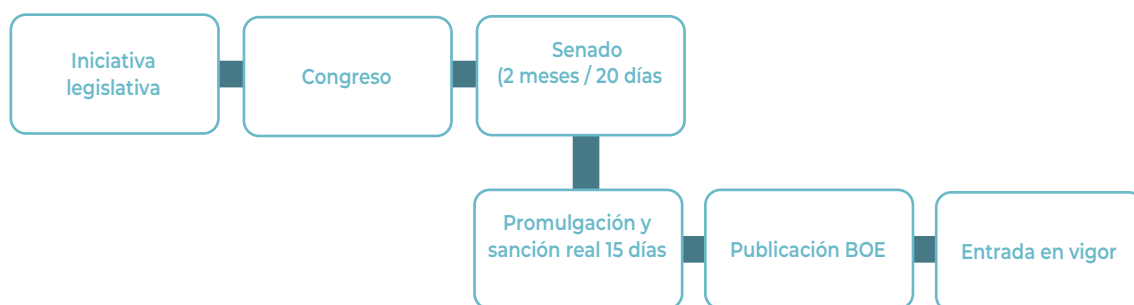 Iniciativa
legislativa
Congreso
Senado
(2 meses / 20 días
Promulgación y
sanción real 15 días
Publicación BOE
Entrada en vigor